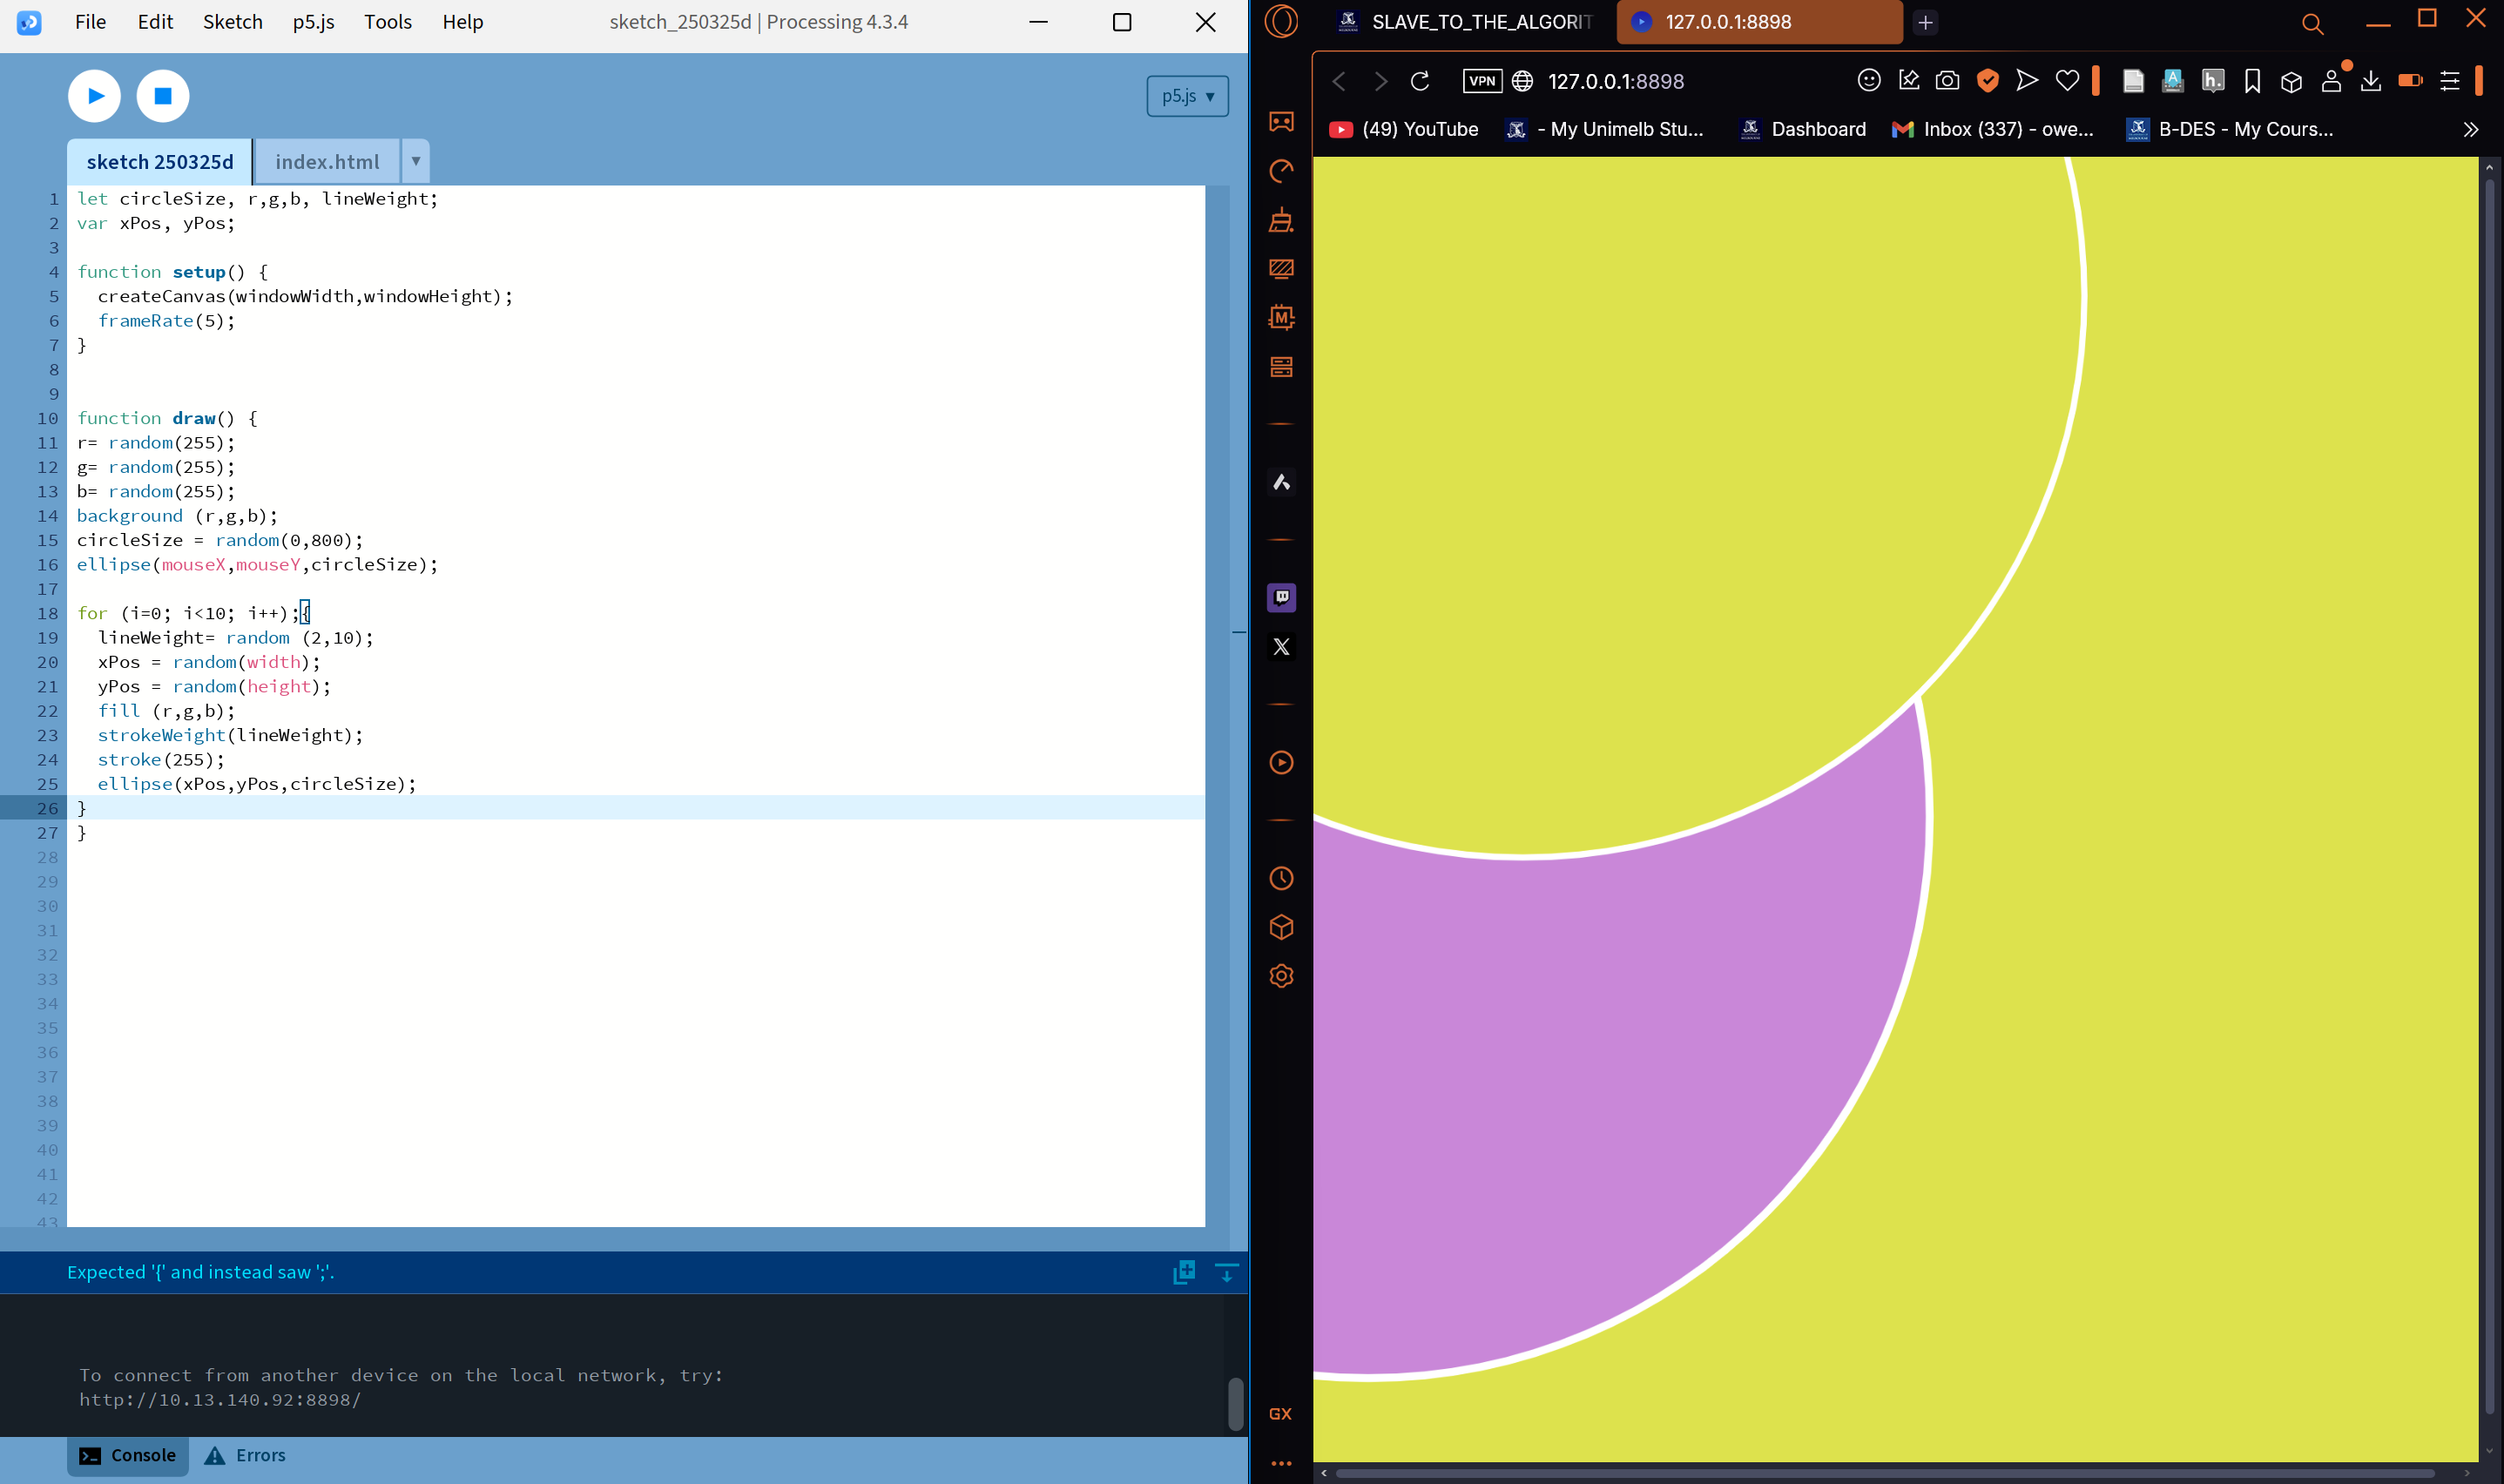 File Edit Sketch p5.js Tools Help
sketch_250325d | Processing 4.3.4
p5.js ▾
sketch 250325d index.html ▾
1 let circleSize, r,g,b, lineWeight;
2 var xPos, yPos;
3
4 function setup() {
5   createCanvas(windowWidth,windowHeight);
6   frameRate(5);
7 }
8
9
10 function draw() {
11 r= random(255);
12 g= random(255);
13 b= random(255);
14 background (r,g,b);
15 circleSize = random(0,800);
16 ellipse(mouseX,mouseY,circleSize);
17
18 for (i=0; i<10; i++);{
19   lineWeight= random (2,10);
20   xPos = random(width);
21   yPos = random(height);
22   fill (r,g,b);
23   strokeWeight(lineWeight);
24   stroke(255);
25   ellipse(xPos,yPos,circleSize);
26 }
27 }
28
29
30
31
32
33
34
35
36
37
38
39
40
41
42
43
Expected '{' and instead saw ';'.
To connect from another device on the local network, try:
http://10.13.140.92:8898/
Console Errors
SLAVE_TO_THE_ALGORIT 127.0.0.1:8898
VPN 127.0.0.1:8898
A h.
(49) YouTube - My Unimelb Stu... Dashboard Inbox (337) - owe... B-DES - My Cours...
M
X
GX